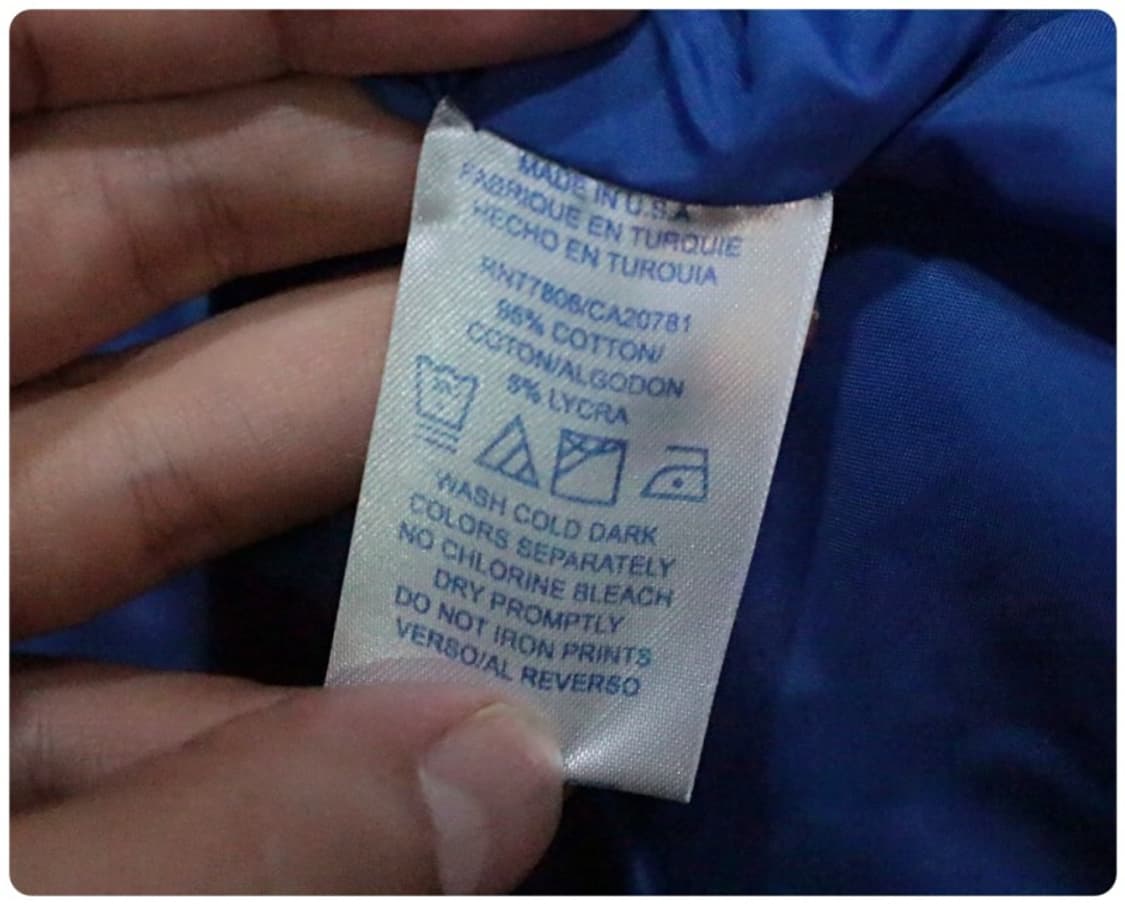 MADE IN U.S.A
FABRIQUE EN TURQUIE
HECHO EN TURQUIA
RN77806/CA20781
95% COTTON/
COTON/ALGODON
5% LYCRA
WASH COLD DARK
COLORS SEPARATELY
NO CHLORINE BLEACH
DRY PROMPTLY
DO NOT IRON PRINTS
VERSO/AL REVERSO